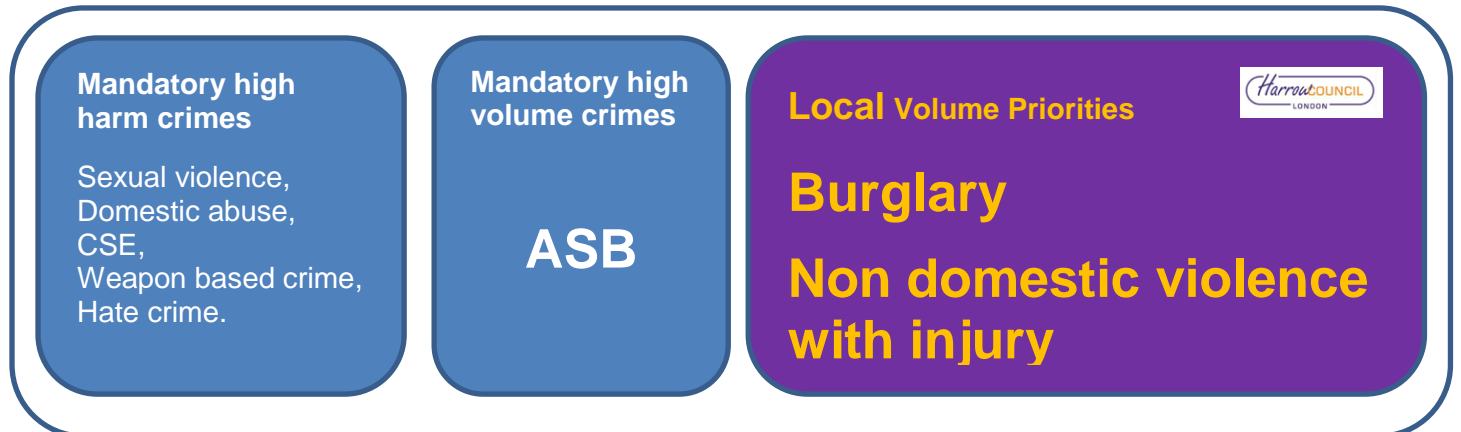 Mandatory high
harm crimes
Sexual violence,
Domestic abuse,
CSE,
Weapon based crime,
Hate crime.
Mandatory high
volume crimes
ASB
Local Volume Priorities
HarrowCOUNCIL
LONDON
Burglary
Non domestic violence
with injury